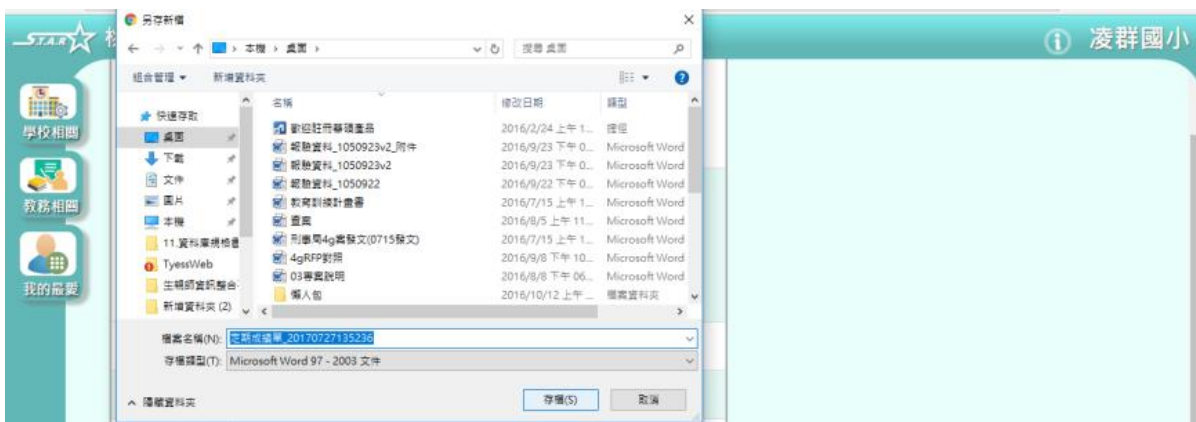 另存新檔
STAR
凌群國小
本機 › 桌面 ›
搜尋 桌面
組合管理
新增資料夾
名稱 修改日期 類型
快速存取
桌面
下載
文件
圖片
本機
11.資料庫規格書
TyessWeb
生親師資訊整合
新增資料夾 (2)
歡迎註冊華碩產品 2016/2/24 上午 1... 捷徑
報驗資料_1050923v2_附件 2016/9/23 下午 0... Microsoft Word
報驗資料_1050923v2 2016/9/23 下午 0... Microsoft Word
報驗資料_1050922 2016/9/22 下午 0... Microsoft Word
教育訓練計畫書 2016/7/15 上午 1... Microsoft Word
查案 2016/8/5 上午 11... Microsoft Word
刑事局4g案發文(0715發文) 2016/7/15 上午 1... Microsoft Word
4gRFP對照 2016/9/8 下午 10... Microsoft Word
03專案說明 2016/8/8 下午 06... Microsoft Word
懶人包 2016/10/12 上午 ... 檔案資料夾
檔案名稱(N): 定期成績單_20170727135236
存檔類型(T): Microsoft Word 97 - 2003 文件
隱藏資料夾
存檔(S)
取消
學校相關
教務相關
我的最愛